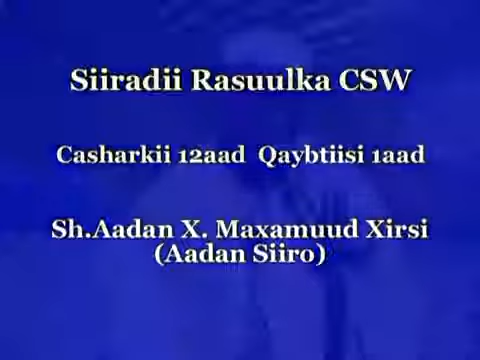 Siiradii Rasuulka CSW
Casharkii 12aad Qaybtiisi 1aad
Sh.Aadan X. Maxamuud Xirsi
(Aadan Siiro)